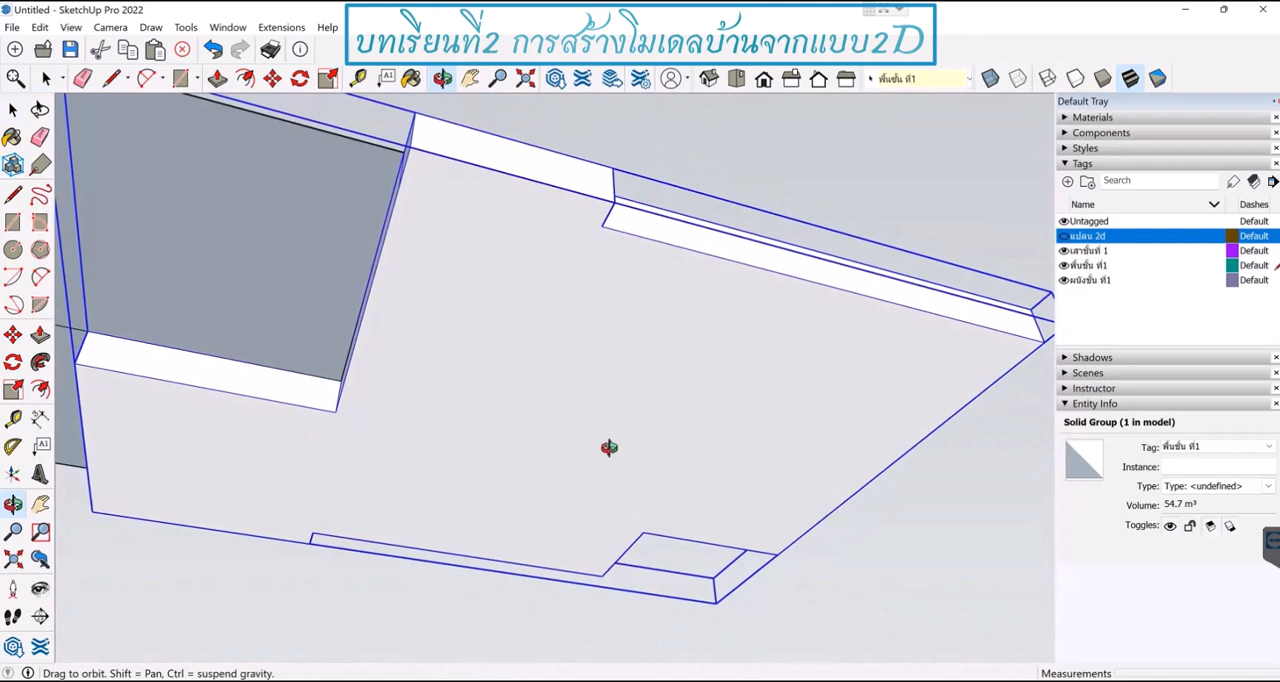 Untitled - SketchUp Pro 2022
File Edit View Camera Draw Tools Window Extensions Help
บทเรียนที่2 การสร้างโมเดลบ้านจากแบบ2D
พื้นชั้น ที่1
Default Tray
Materials
Components
Styles
Tags
Search
Name Dashes
Untagged Default
แปลน 2d Default
เสาชั้นที่ 1 Default
พื้นชั้น ที่1 Default
ผนังชั้น ที่1 Default
Shadows
Scenes
Instructor
Entity Info
Solid Group (1 in model)
Tag: พื้นชั้น ที่1
Instance:
Type: Type: <undefined>
Volume: 54.7 m³
Toggles:
Drag to orbit. Shift = Pan, Ctrl = suspend gravity.
Measurements